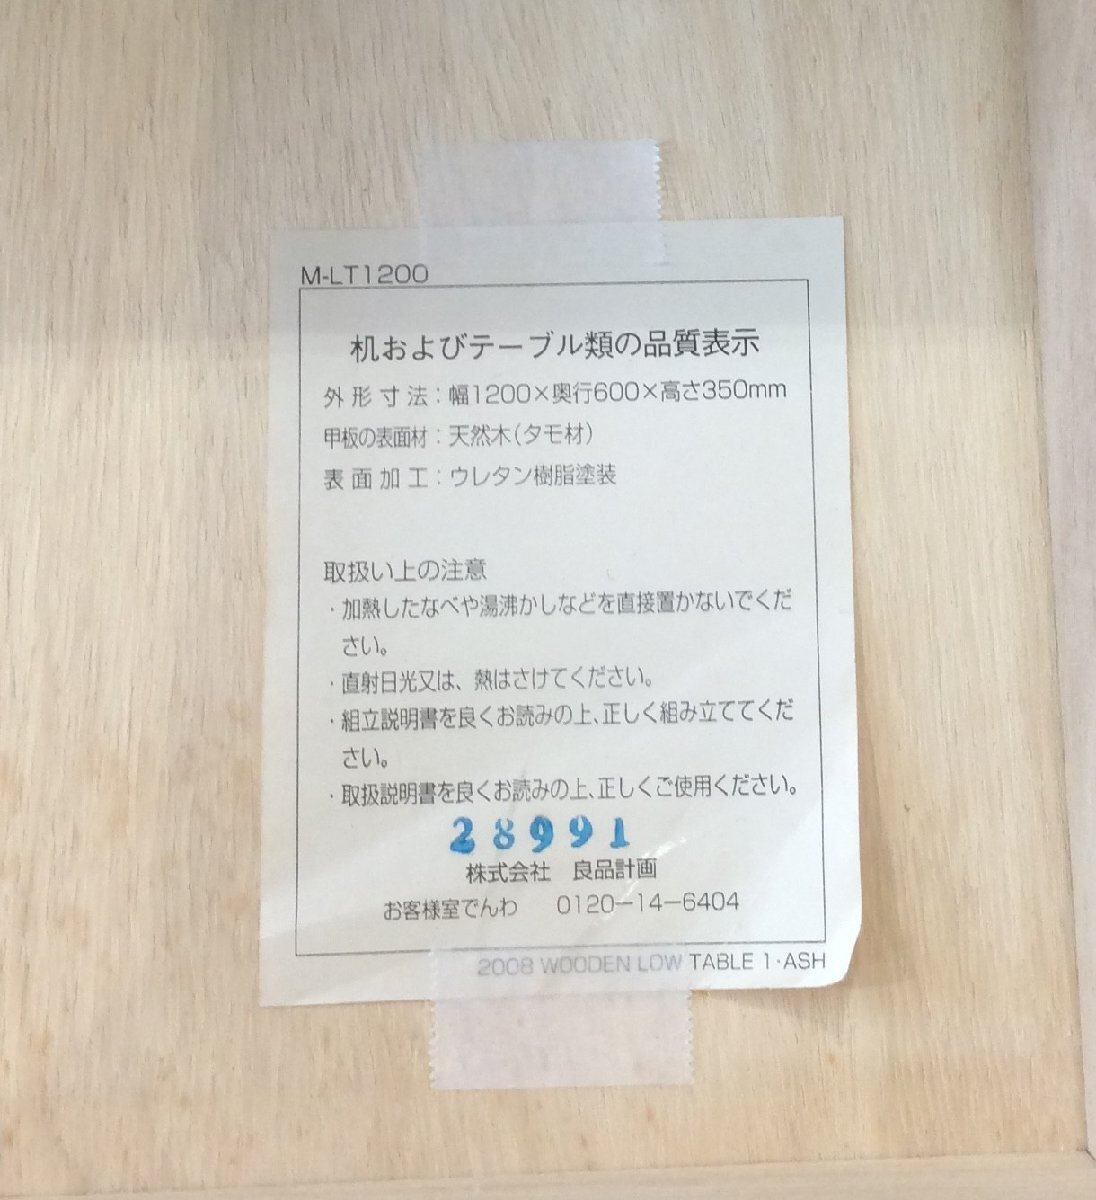 M-LT1200
机およびテーブル類の品質表示
外形寸法:幅1200×奥行600×高さ350mm
甲板の表面材:天然木(タモ材)
表面加工:ウレタン樹脂塗装
取扱い上の注意
・加熱したなべや湯沸かしなどを直接置かないでくだ
さい。
・直射日光又は、熱はさけてください。
・組立説明書を良くお読みの上、正しく組み立ててくだ
さい。
・取扱説明書を良くお読みの上、正しくご使用ください。
28991
株式会社 良品計画
お客様室でんわ 0120-14-6404
2008 WOODEN LOW TABLE 1・ASH